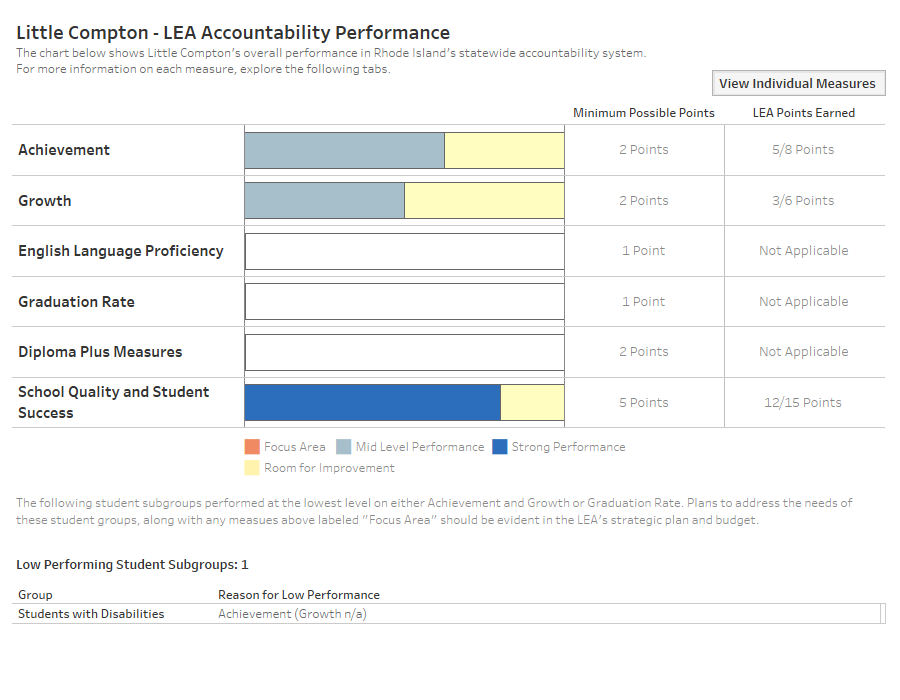 Little Compton - LEA Accountability Performance
The chart below shows Little Compton's overall performance in Rhode Island's statewide accountability system.
For more information on each measure, explore the following tabs.
View Individual Measures
Minimum Possible Points LEA Points Earned
Achievement 2 Points 5/8 Points
Growth 2 Points 3/6 Points
English Language Proficiency 1 Point Not Applicable
Graduation Rate 1 Point Not Applicable
Diploma Plus Measures 2 Points Not Applicable
School Quality and Student
Success 5 Points 12/15 Points
Focus Area Mid Level Performance Strong Performance
Room for Improvement
The following student subgroups performed at the lowest level on either Achievement and Growth or Graduation Rate. Plans to address the needs of
these student groups, along with any measues above labeled "Focus Area" should be evident in the LEA's strategic plan and budget.
Low Performing Student Subgroups: 1
Group Reason for Low Performance
Students with Disabilities Achievement (Growth n/a)